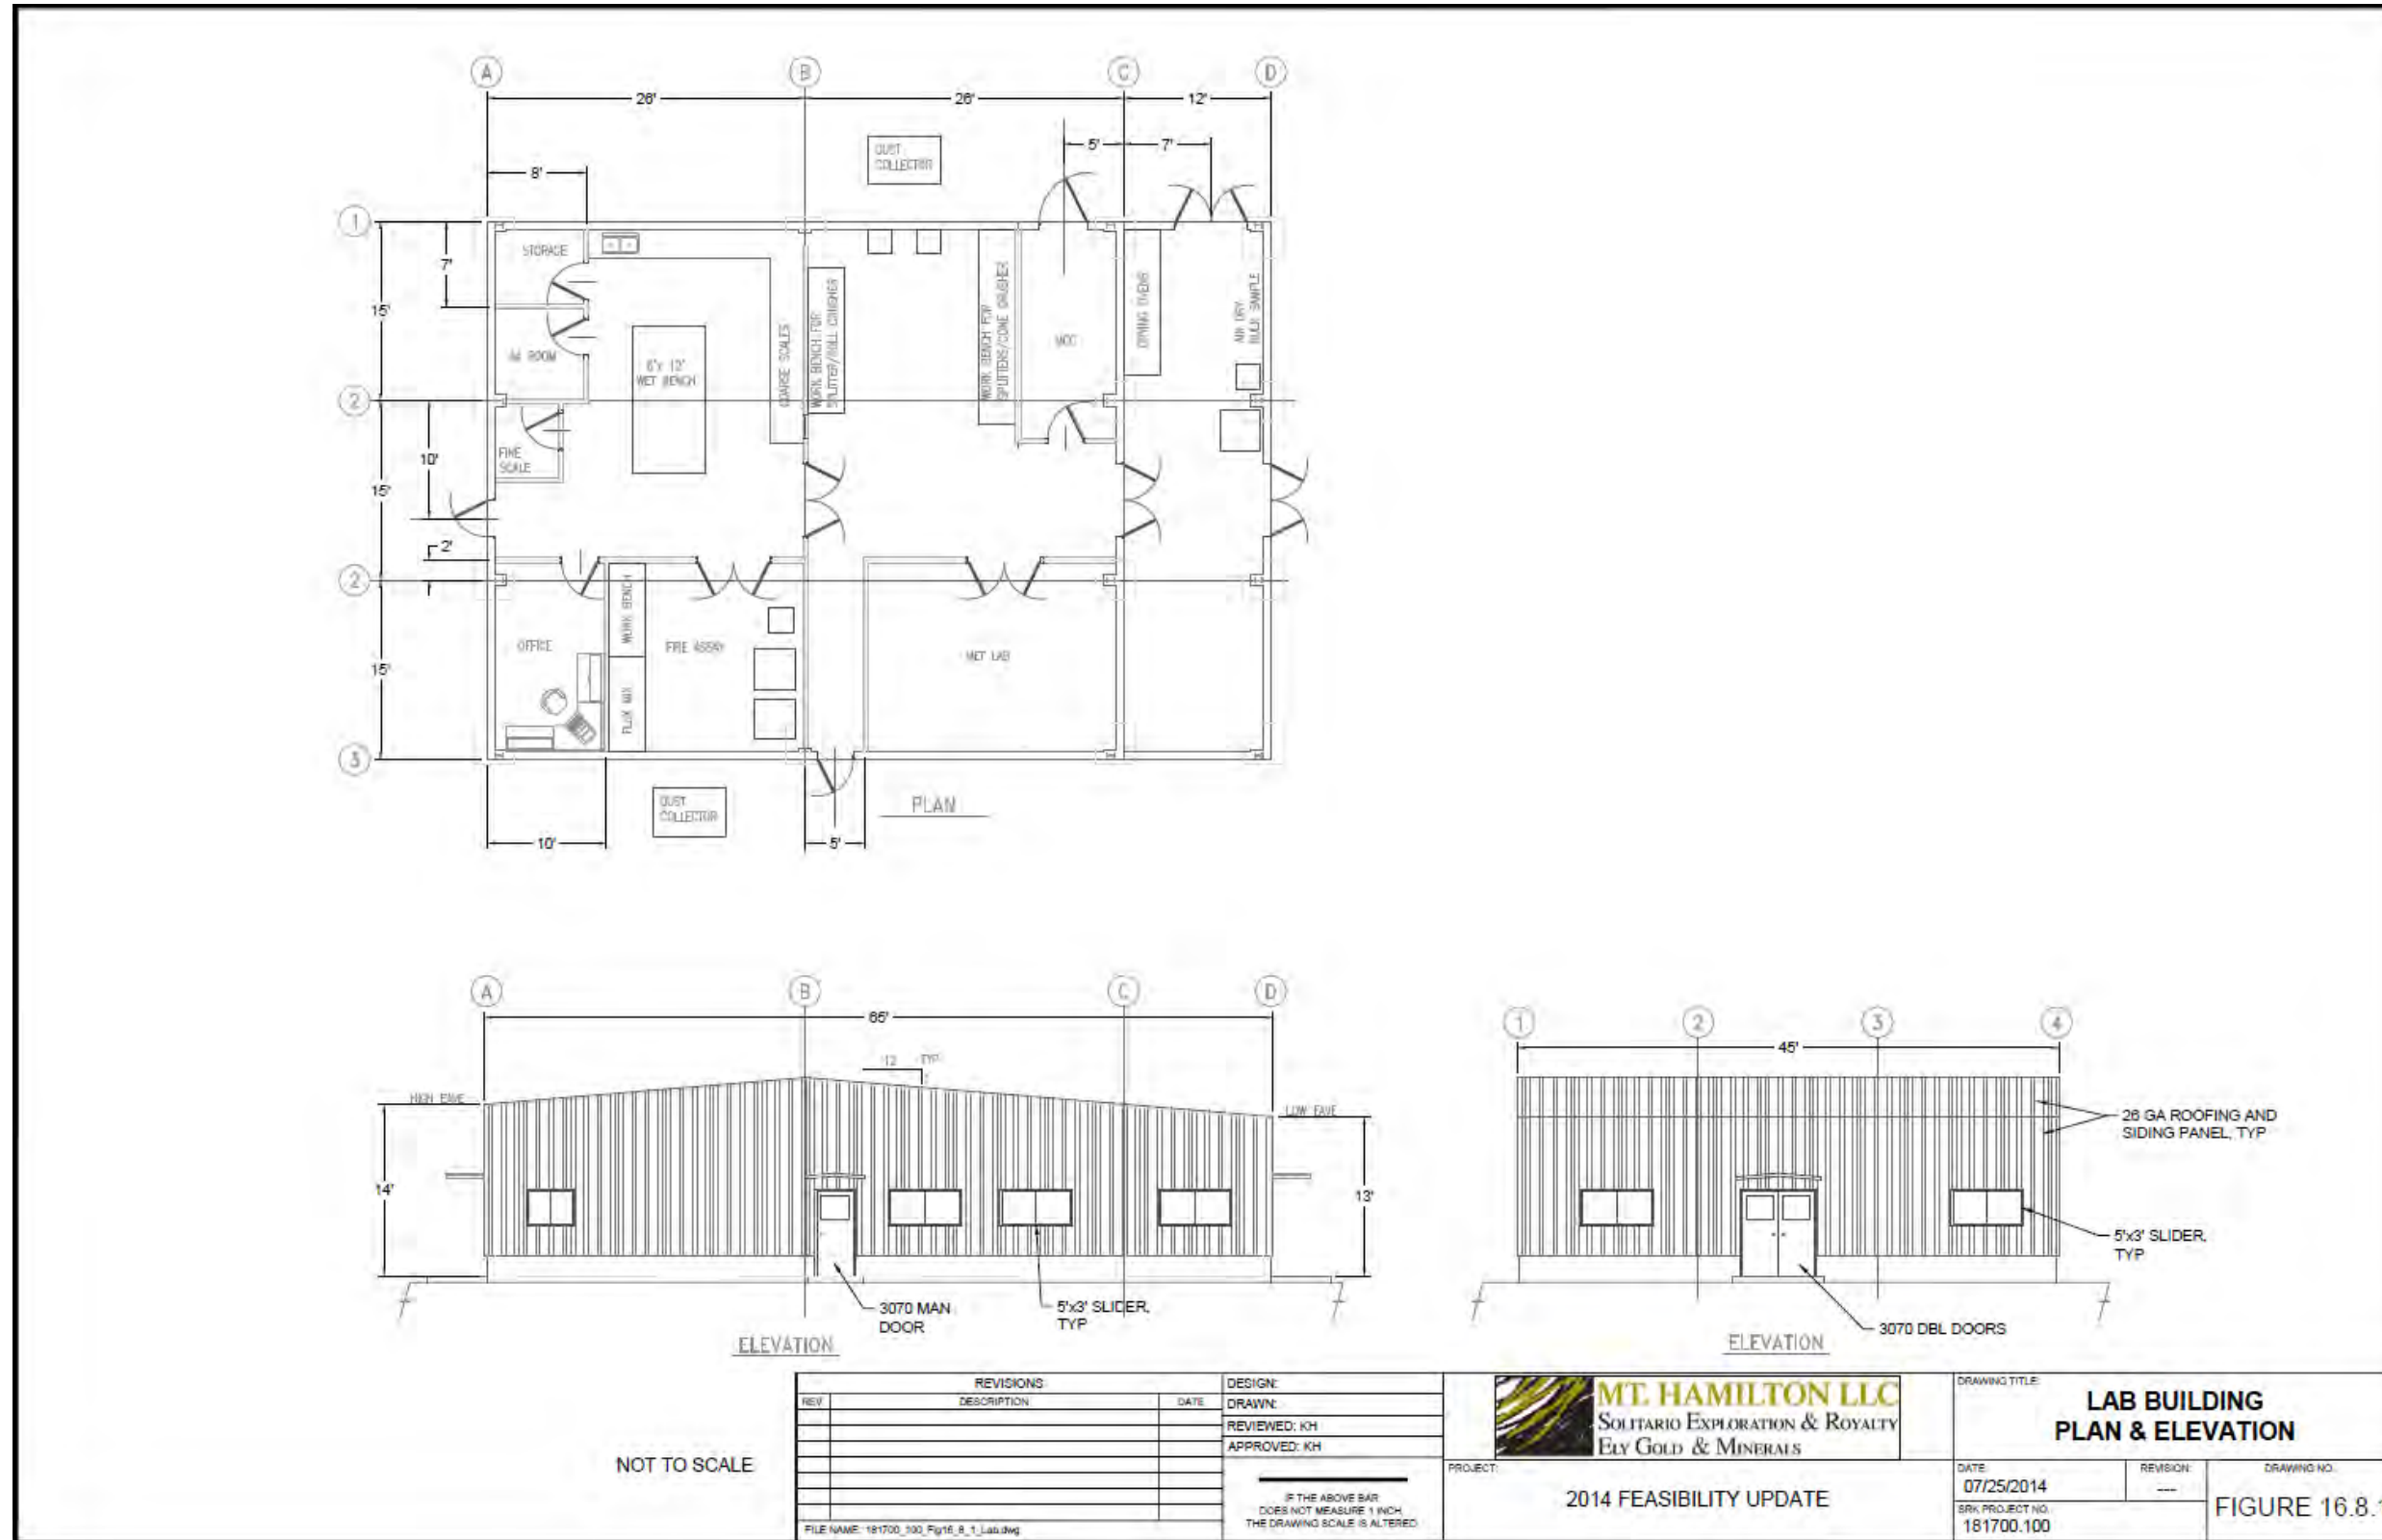 A
B
C
D
26'
26'
12'
DUST
COLLECTOR
5'
7'
8'
1
STORAGE
7'
15'
AA ROOM
6'x 12'
WET BENCH
COARSE SCALES
WORK BENCH FOR
SPLITTER/ROLL CRUSHER
WORK BENCH FOR
SPLITTERS/CONE CRUSHER
MCC
DRYING OVENS
AIR DRY
BULK SAMPLE
2
FINE
SCALE
10'
15'
2'
2
OFFICE
WORK BENCH
FLUX MIX
FIRE ASSAY
MET LAB
15'
3
DUST
COLLECTOR
PLAN
10'
5'
A
B
C
D
65'
12
TYP
1
HIGH EAVE
LOW EAVE
14'
13'
3070 MAN
DOOR
5'x3' SLIDER,
TYP
ELEVATION
1
2
3
4
45'
26 GA ROOFING AND
SIDING PANEL, TYP
5'x3' SLIDER,
TYP
3070 DBL DOORS
ELEVATION
NOT TO SCALE
REVISIONS
REV
DESCRIPTION
DATE
FILE NAME: 181700_100_Fig16_8_1_Lab.dwg
DESIGN:
DRAWN:
REVIEWED: KH
APPROVED: KH
IF THE ABOVE BAR
DOES NOT MEASURE 1 INCH,
THE DRAWING SCALE IS ALTERED
MT. HAMILTON LLC
SOLITARIO EXPLORATION & ROYALTY
ELY GOLD & MINERALS
PROJECT:
2014 FEASIBILITY UPDATE
DRAWING TITLE:
LAB BUILDING
PLAN & ELEVATION
DATE:
07/25/2014
REVISION:
---
SRK PROJECT NO.
181700.100
DRAWING NO.
FIGURE 16.8.1